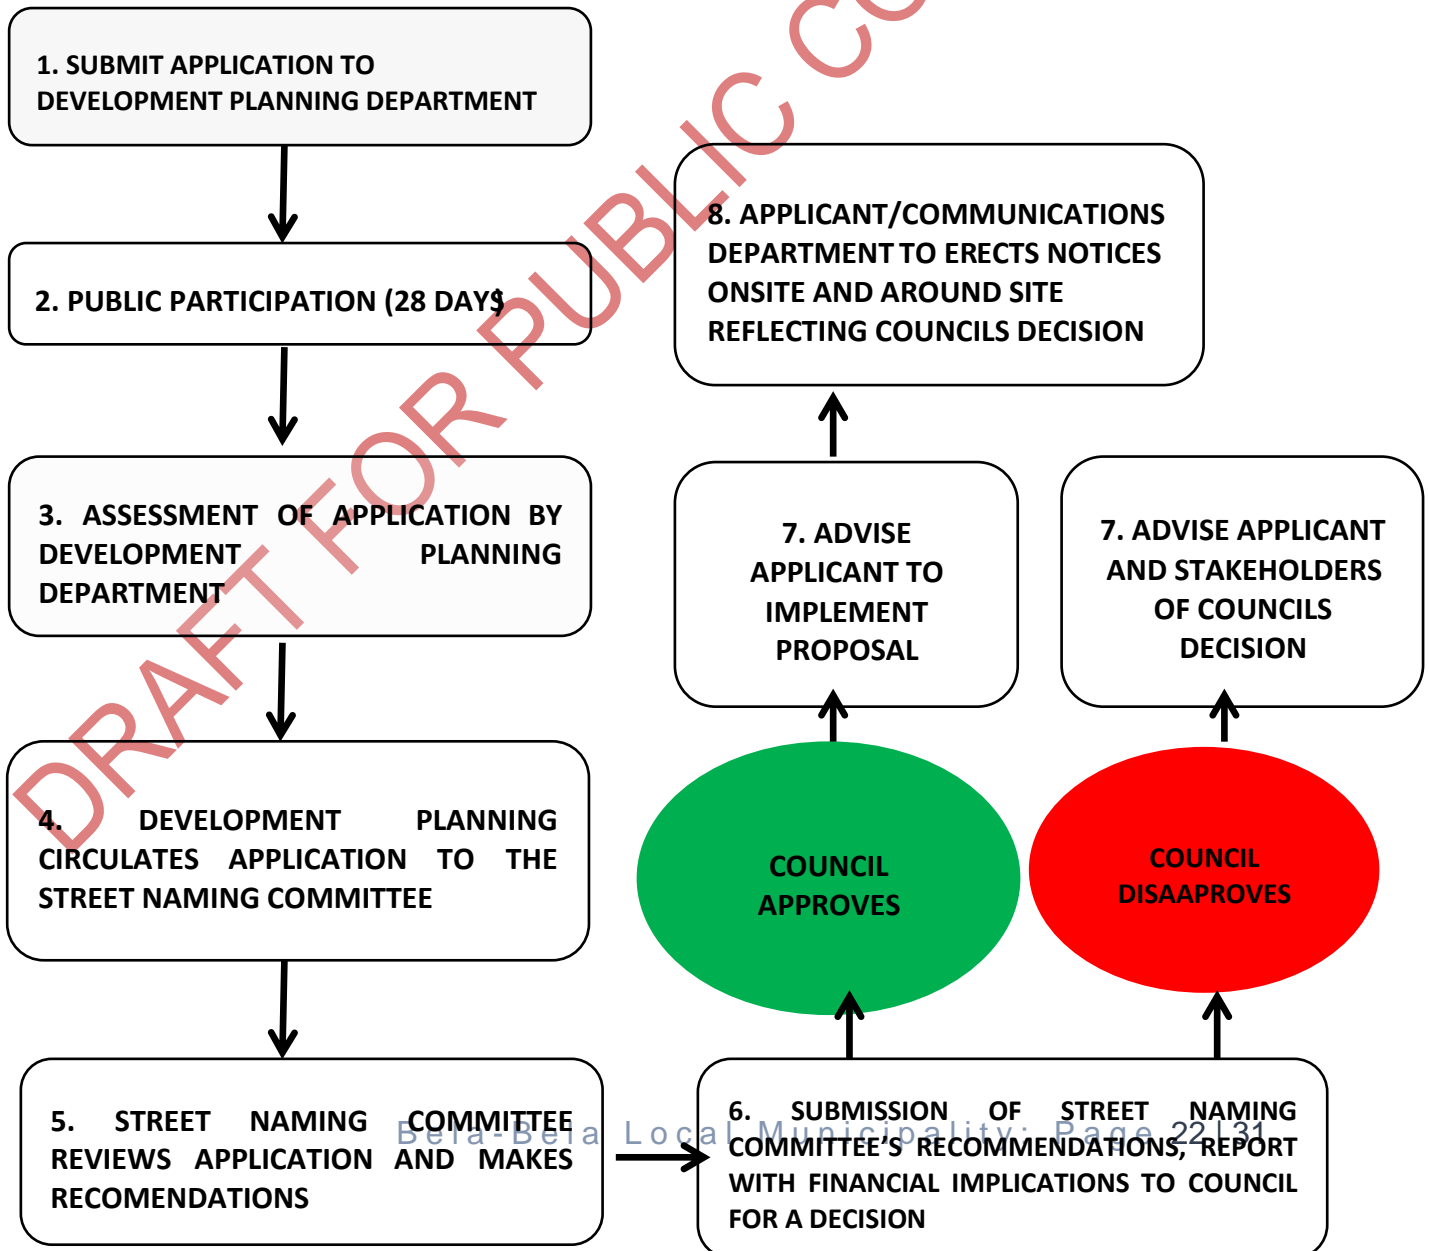 1. SUBMIT APPLICATION TO
DEVELOPMENT PLANNING DEPARTMENT
2. PUBLIC PARTICIPATION (28 DAYS)
3. ASSESSMENT OF APPLICATION BY
DEVELOPMENT PLANNING
DEPARTMENT
4. DEVELOPMENT PLANNING
CIRCULATES APPLICATION TO THE
STREET NAMING COMMITTEE
5. STREET NAMING COMMITTEE
REVIEWS APPLICATION AND MAKES
RECOMENDATIONS
6. SUBMISSION OF STREET NAMING
COMMITTEE'S RECOMMENDATIONS, REPORT
WITH FINANCIAL IMPLICATIONS TO COUNCIL
FOR A DECISION
COUNCIL
APPROVES
COUNCIL
DISAAPROVES
7. ADVISE
APPLICANT TO
IMPLEMENT
PROPOSAL
7. ADVISE APPLICANT
AND STAKEHOLDERS
OF COUNCILS
DECISION
8. APPLICANT/COMMUNICATIONS
DEPARTMENT TO ERECTS NOTICES
ONSITE AND AROUND SITE
REFLECTING COUNCILS DECISION
DRAFT FOR PUBLIC
Bela-Bela Local Municipality: Page 22 | 31